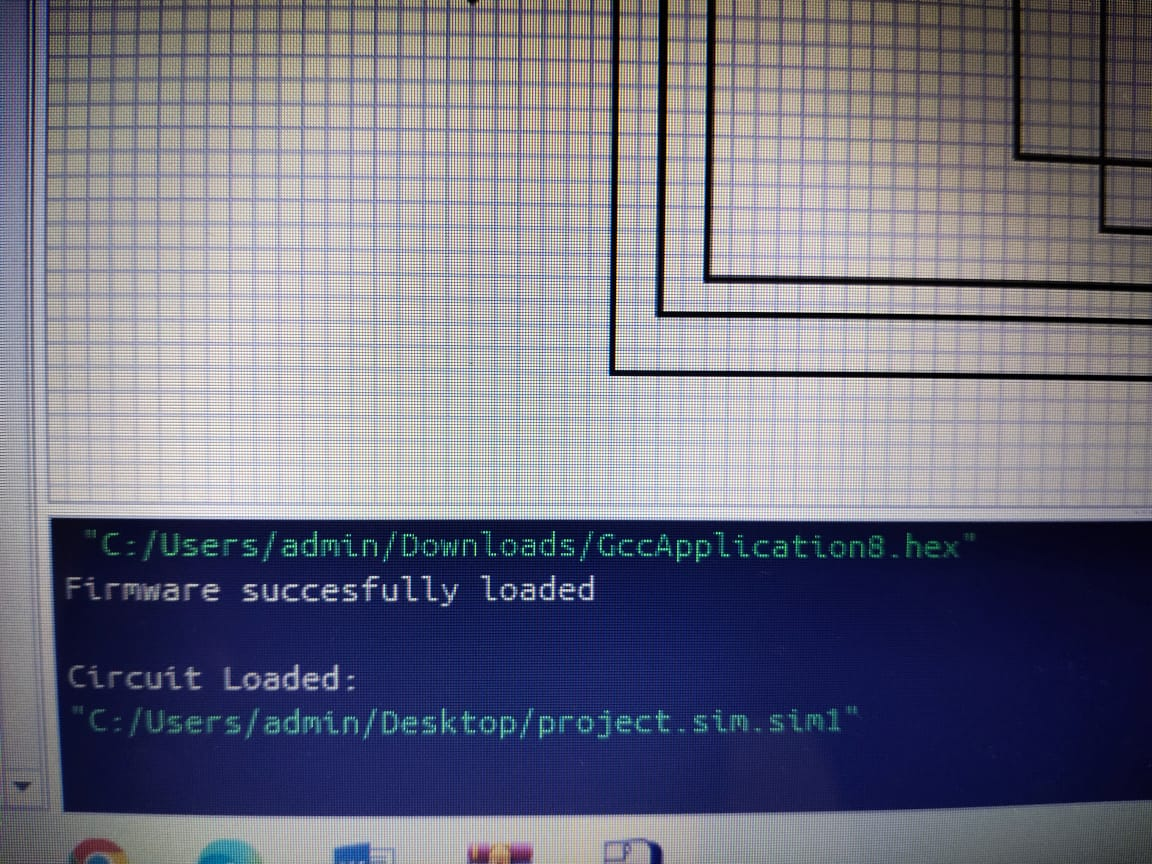 "C:/Users/admin/Downloads/GccApplication8.hex"
Firmware succesfully loaded
Circuit Loaded:
"C:/Users/admin/Desktop/project.sim.sim1"